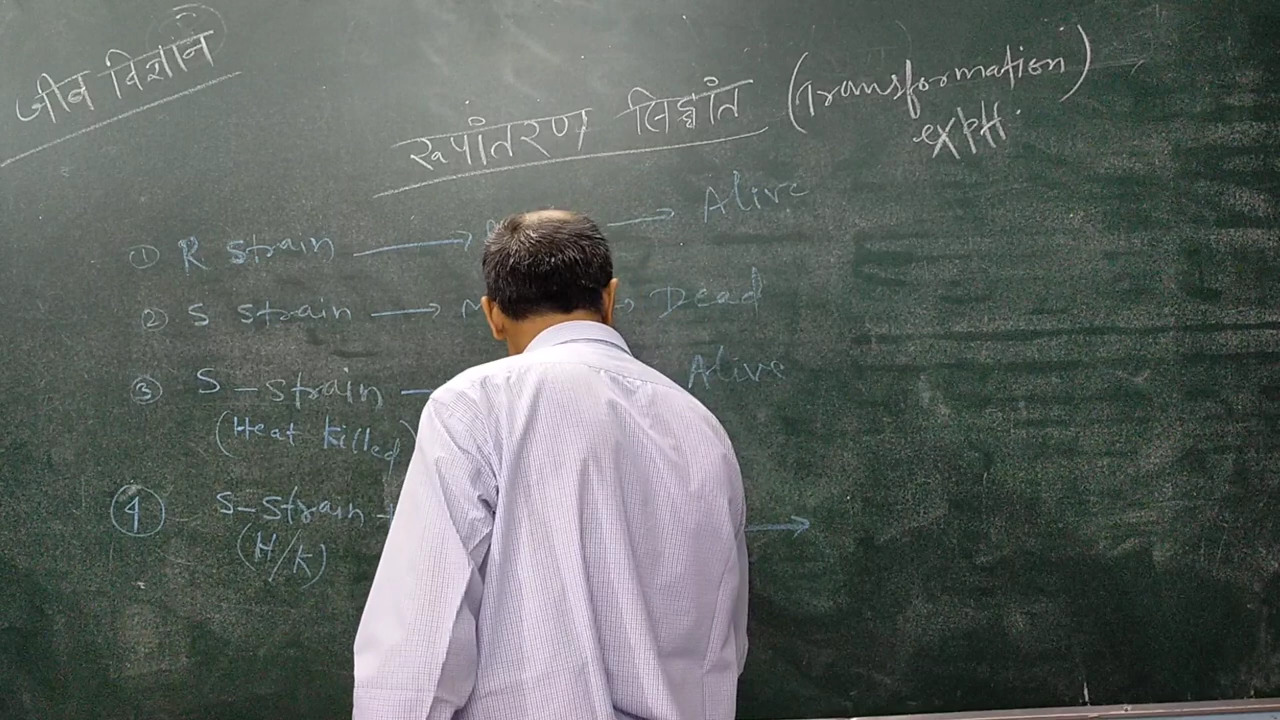 जीव विज्ञान
रूपांतरण सिद्धांत (Transformation)
expt.
① R strain → → Alive
② S strain → M → Dead
③ S-strain – Alive
(Heat killed)
④ S-strain + →
(H/K)